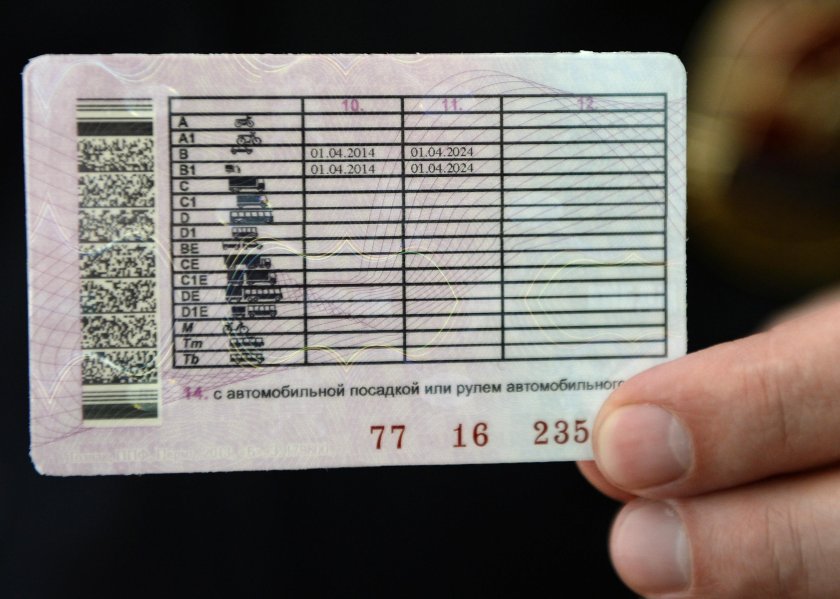 10. 11. 12.
A
A1
B 01.04.2014 01.04.2024
B1 01.04.2014 01.04.2024
C
C1
D
D1
BE
CE
C1E
DE
D1E
M
Tm
Tb
14. с автомобильной посадкой или рулем автомобильного
77 16 235